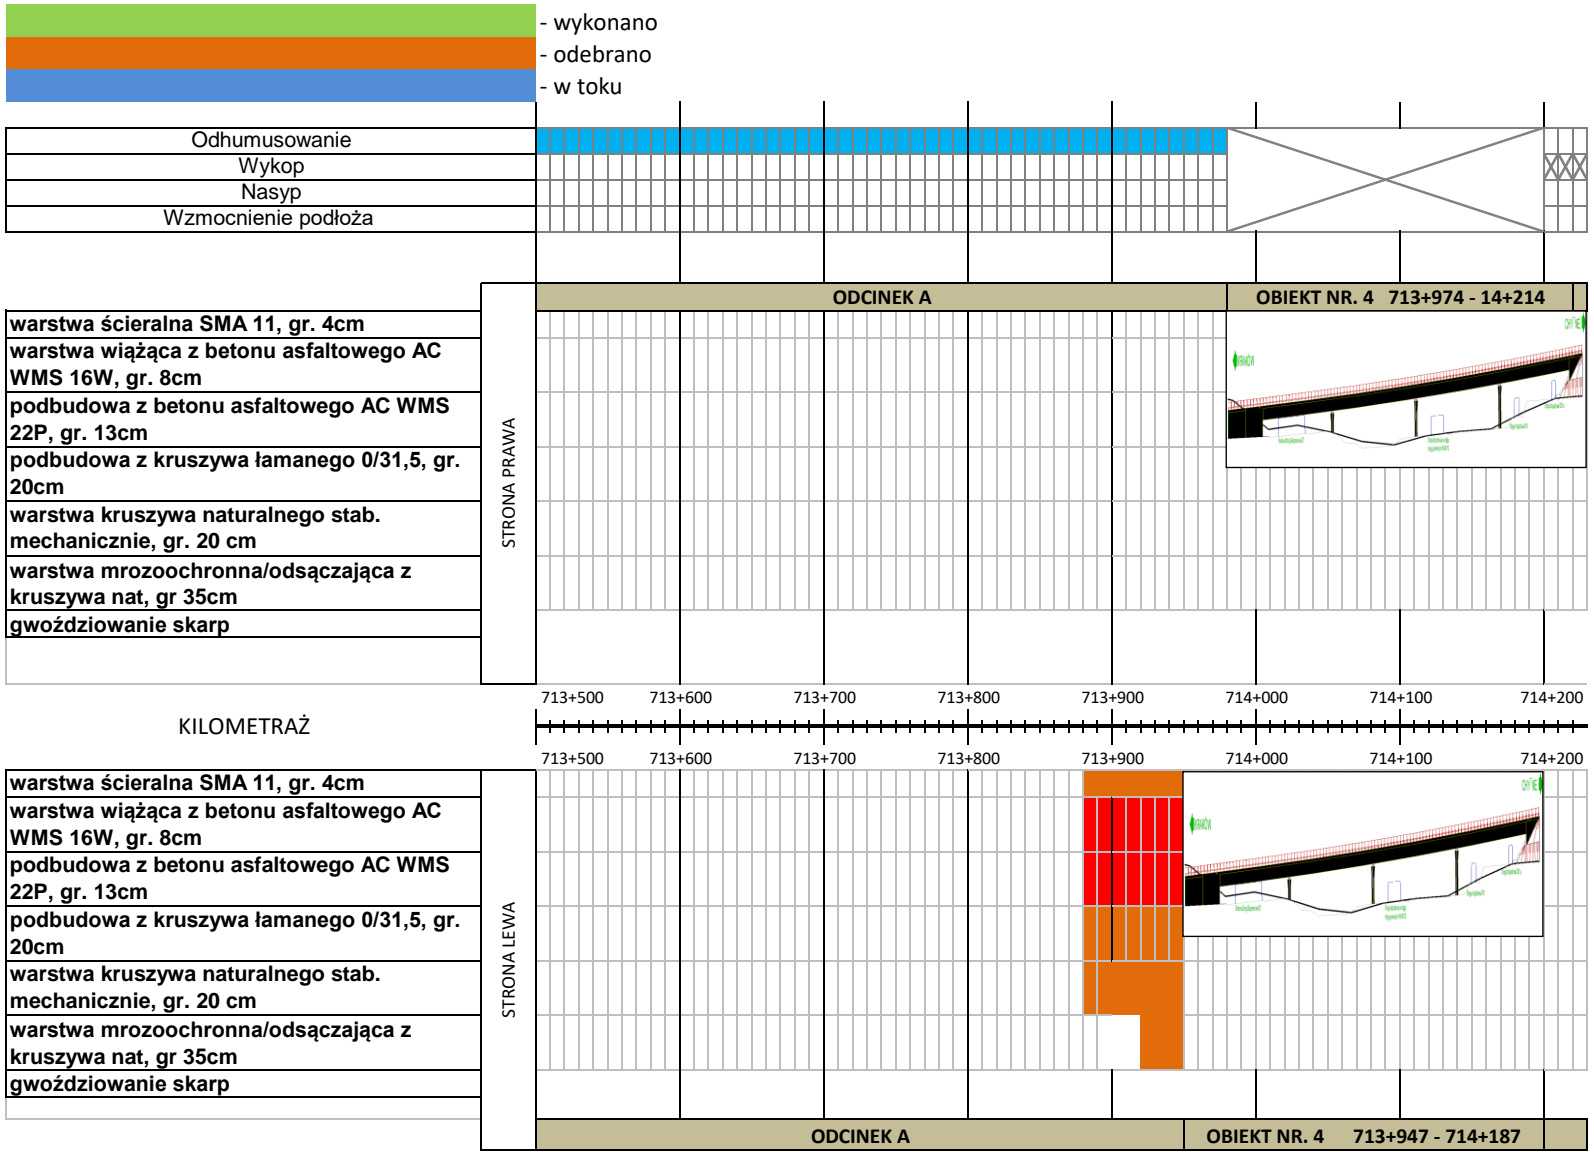 - wykonano
- odebrano
- w toku
Odhumusowanie
Wykop
Nasyp
Wzmocnienie podłoża
ODCINEK A
OBIEKT NR. 4 713+974 - 14+214
STRONA PRAWA
warstwa ścieralna SMA 11, gr. 4cm
warstwa wiążąca z betonu asfaltowego AC
WMS 16W, gr. 8cm
podbudowa z betonu asfaltowego AC WMS
22P, gr. 13cm
podbudowa z kruszywa łamanego 0/31,5, gr.
20cm
warstwa kruszywa naturalnego stab.
mechanicznie, gr. 20 cm
warstwa mrozoochronna/odsączająca z
kruszywa nat, gr 35cm
gwoździowanie skarp
KRAKÓW
713+500 713+600 713+700 713+800 713+900 714+000 714+100 714+200
KILOMETRAŻ
713+500 713+600 713+700 713+800 713+900 714+000 714+100 714+200
STRONA LEWA
warstwa ścieralna SMA 11, gr. 4cm
warstwa wiążąca z betonu asfaltowego AC
WMS 16W, gr. 8cm
podbudowa z betonu asfaltowego AC WMS
22P, gr. 13cm
podbudowa z kruszywa łamanego 0/31,5, gr.
20cm
warstwa kruszywa naturalnego stab.
mechanicznie, gr. 20 cm
warstwa mrozoochronna/odsączająca z
kruszywa nat, gr 35cm
gwoździowanie skarp
KRAKÓW
ODCINEK A
OBIEKT NR. 4 713+947 - 714+187